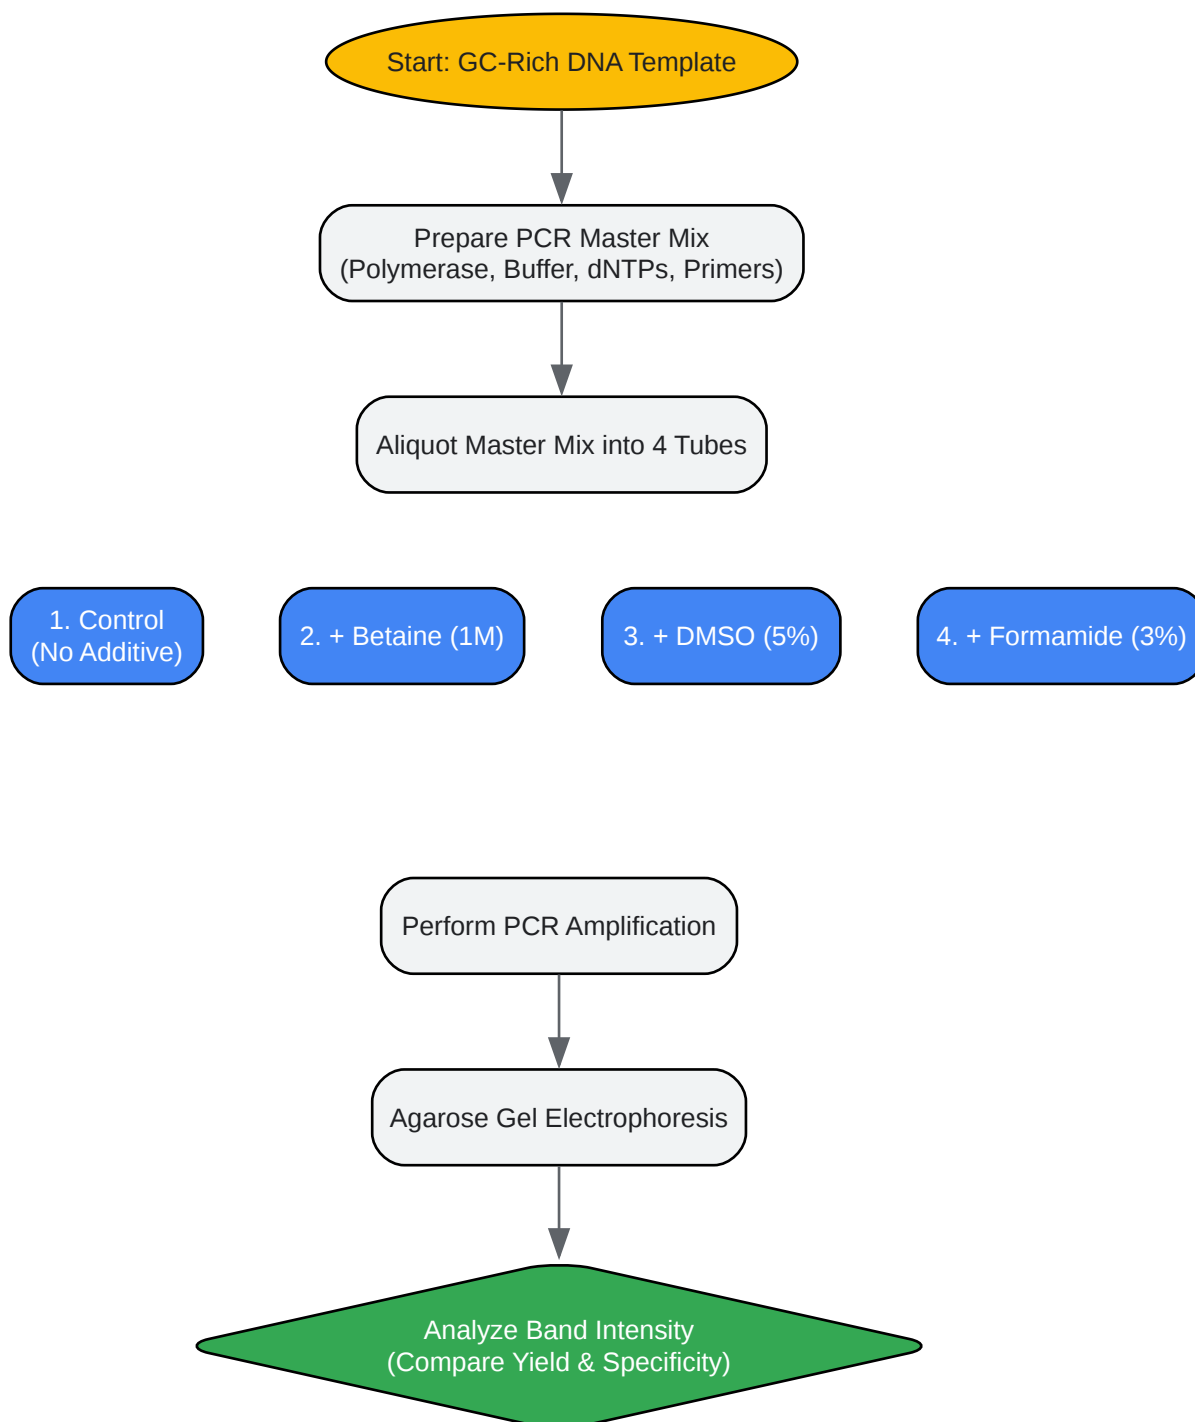 Start: GC-Rich DNA Template
Prepare PCR Master Mix
(Polymerase, Buffer, dNTPs, Primers)
Aliquot Master Mix into 4 Tubes
1. Control
(No Additive)
2. + Betaine (1M)
3. + DMSO (5%)
4. + Formamide (3%)
Perform PCR Amplification
Agarose Gel Electrophoresis
Analyze Band Intensity
(Compare Yield & Specificity)